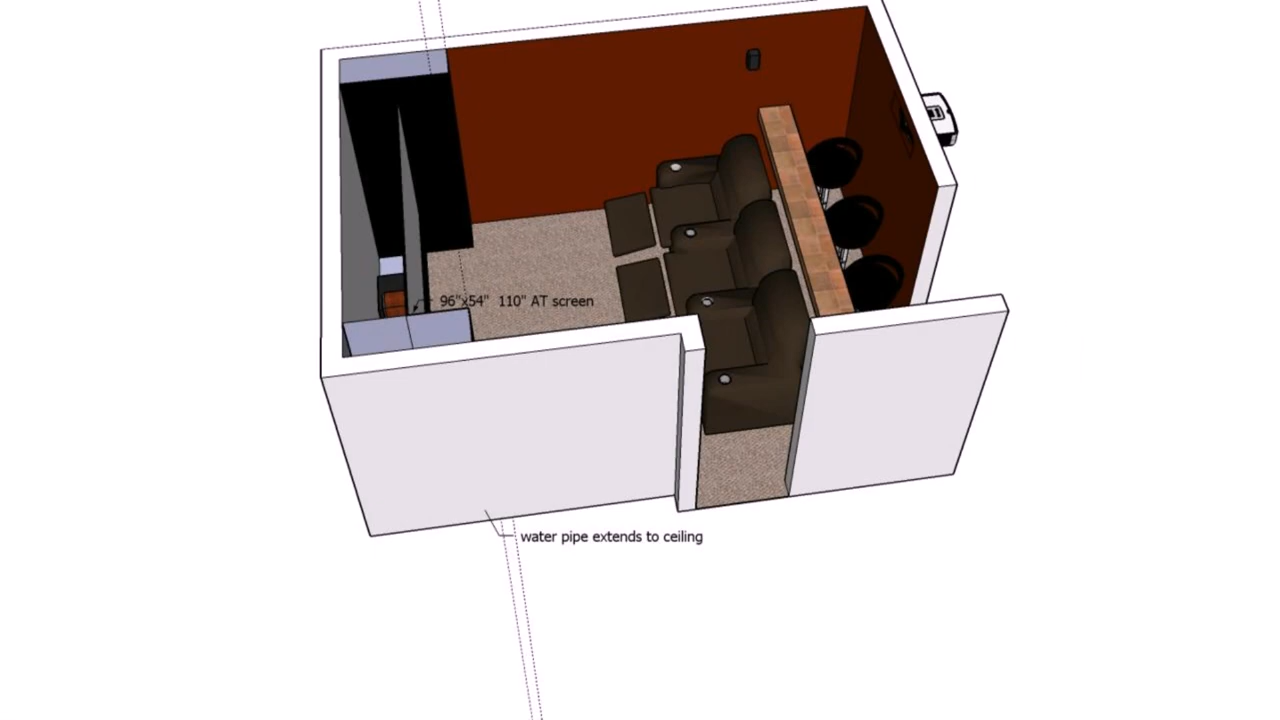 96"x54"  110" AT screen
water pipe extends to ceiling